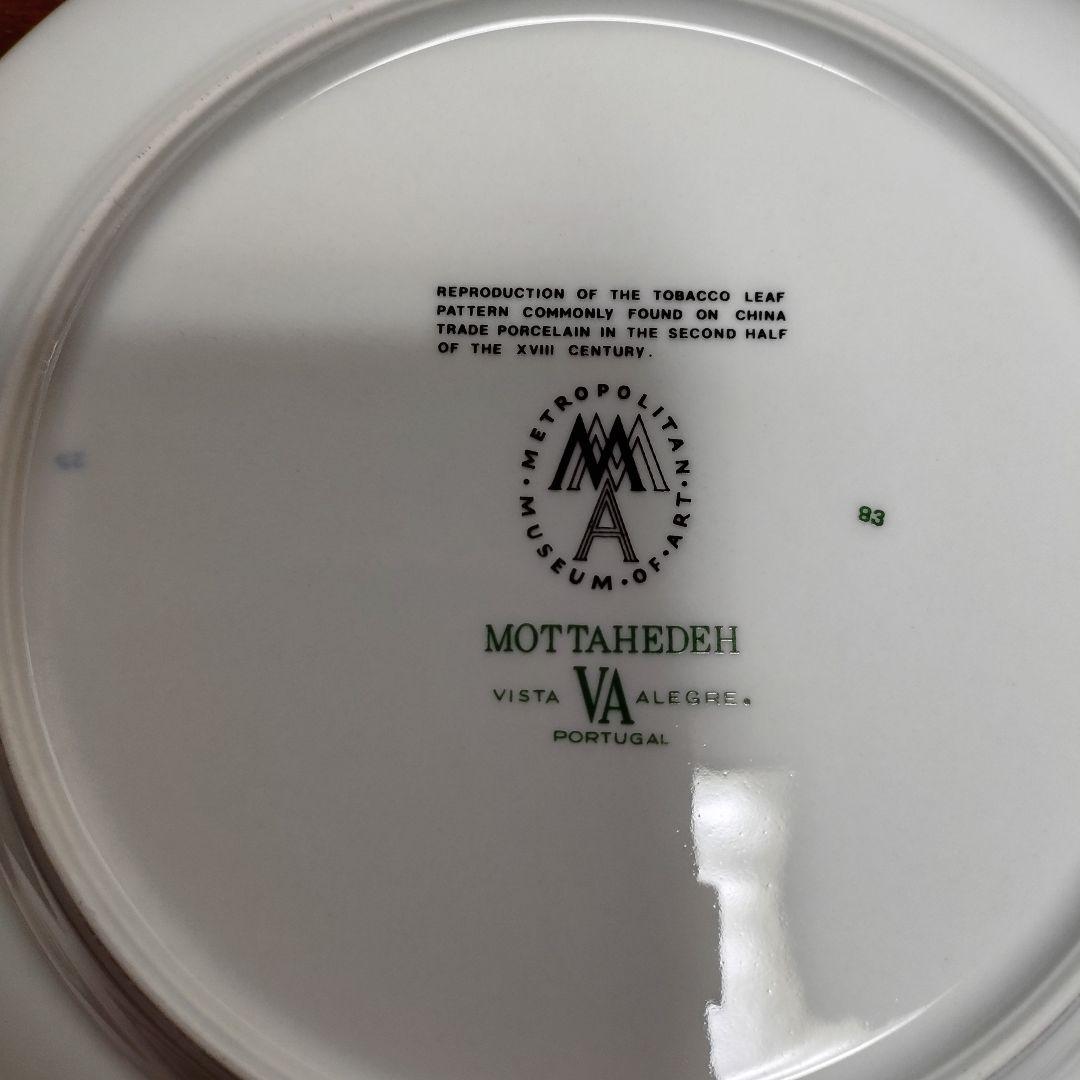 REPRODUCTION OF THE TOBACCO LEAF
PATTERN COMMONLY FOUND ON CHINA
TRADE PORCELAIN IN THE SECOND HALF
OF THE XVIII CENTURY.
METROPOLITAN · MUSEUM · OF · ART ·
MMA
83
MOTTAHEDEH
VISTA VA ALEGRE
PORTUGAL